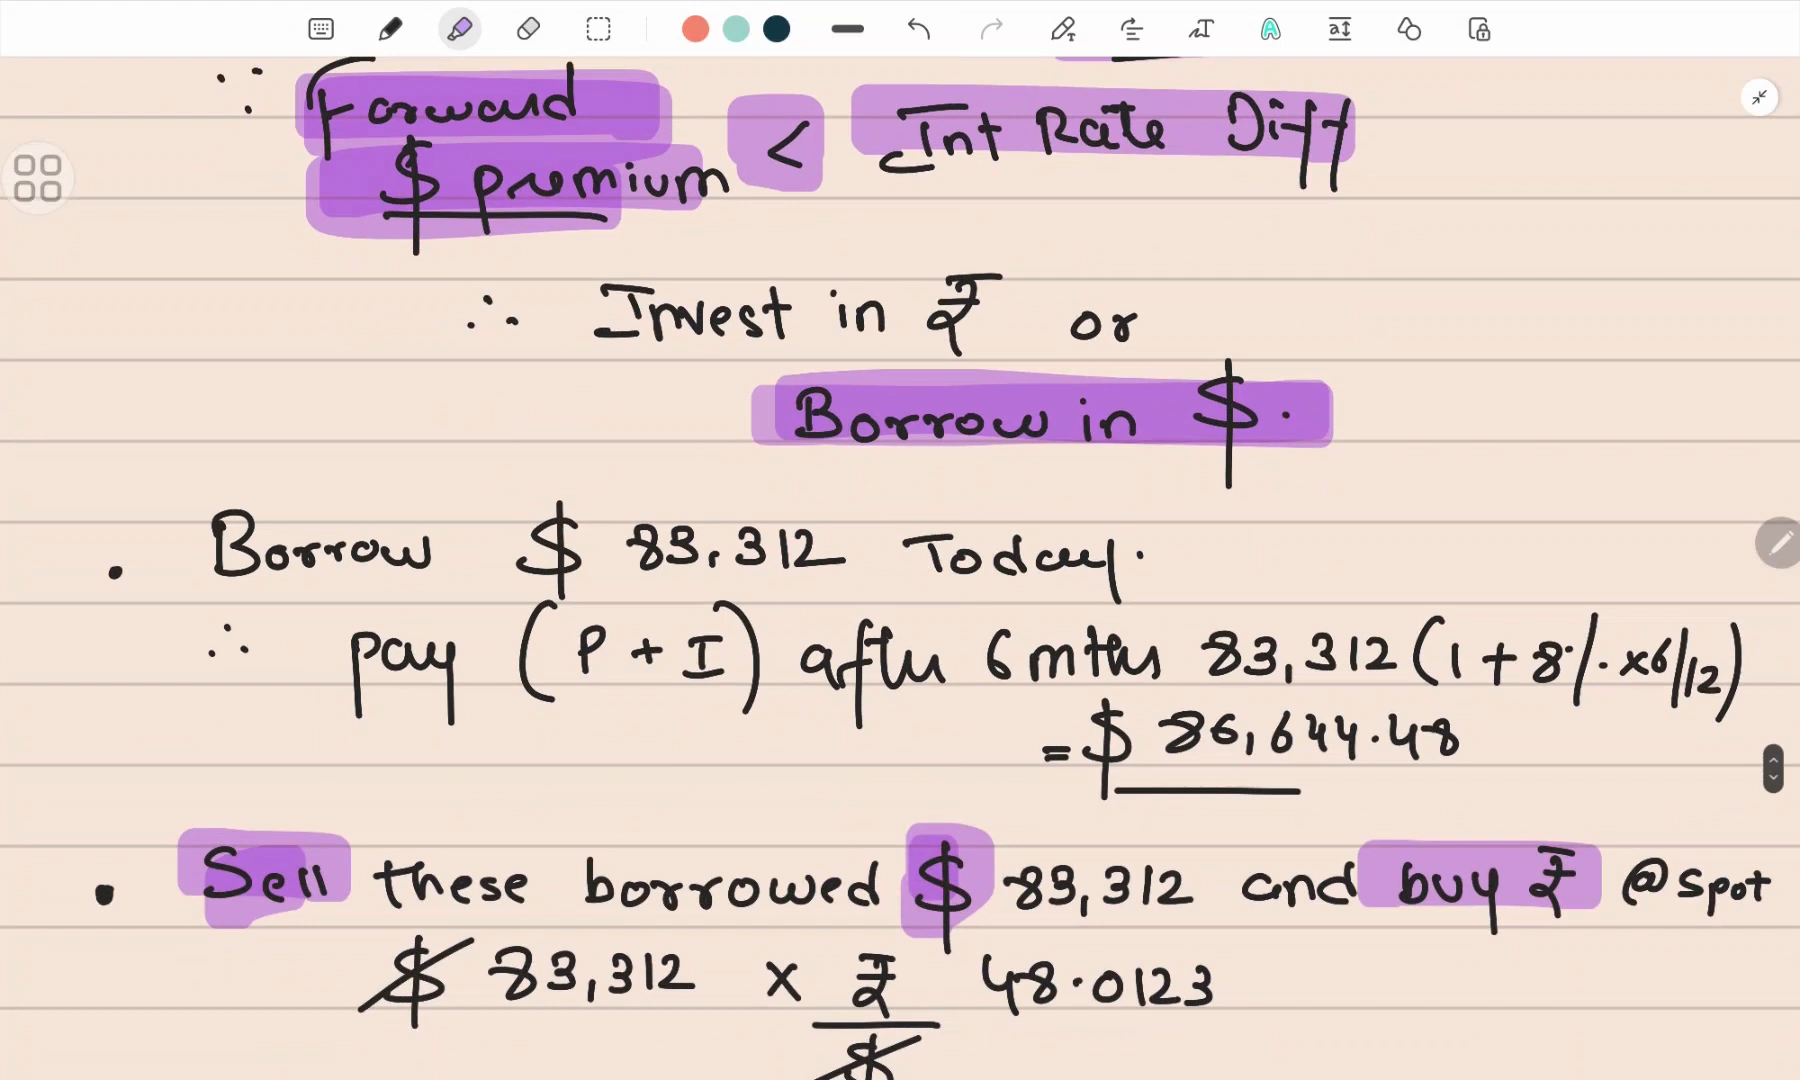 ∵ Forward < Int Rate Diff
$ premium
∴ Invest in ₹ or
Borrow in $.
• Borrow $ 83,312 Today.
∴ pay (P + I) after 6 mths 83,312 (1 + 8% x 6/12)
= $ 86,644.48
• Sell these borrowed $ 83,312 and buy ₹ @ spot
$ 83,312 x ₹ 48.0123
$